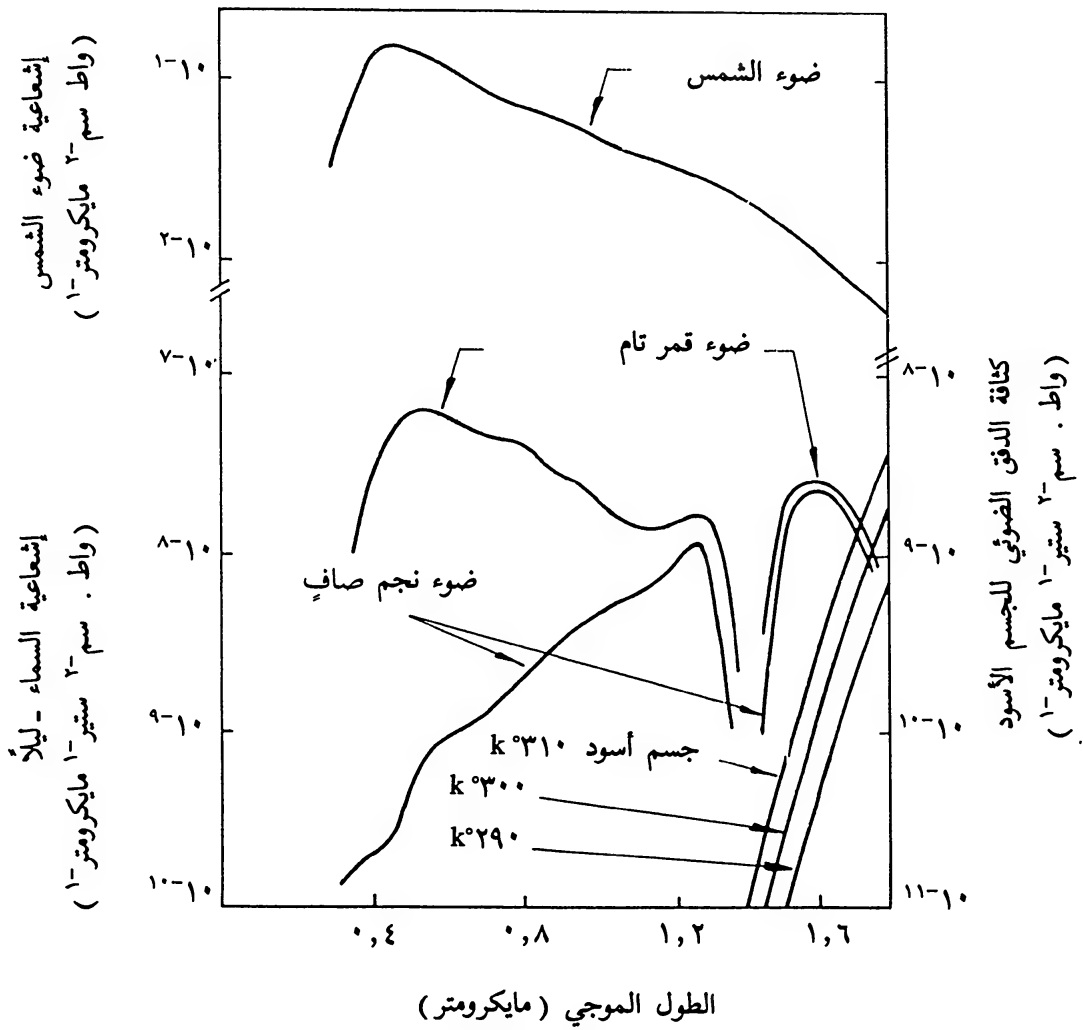 إشعاعية ضوء الشمس
(واط سم-٢ مايكرومتر-١)
١٠-١
١٠-٢
ضوء الشمس
١٠-٧
١٠-٨
١٠-٩
١٠-١٠
إشعاعية السماء - ليلاً
(واط . سم-٢ ستير-١ مايكرومتر-١)
ضوء قمر تام
ضوء نجم صافٍ
جسم أسود ٣١٠°k
٣٠٠°k
٢٩٠°k
١٠-٨
١٠-٩
١٠-١٠
١٠-١١
كثافة الدفق الضوئي للجسم الأسود
(واط . سم-٢ ستير-١ مايكرومتر-١)
٠,٤ ٠,٨ ١,٢ ١,٦
الطول الموجي (مايكرومتر)